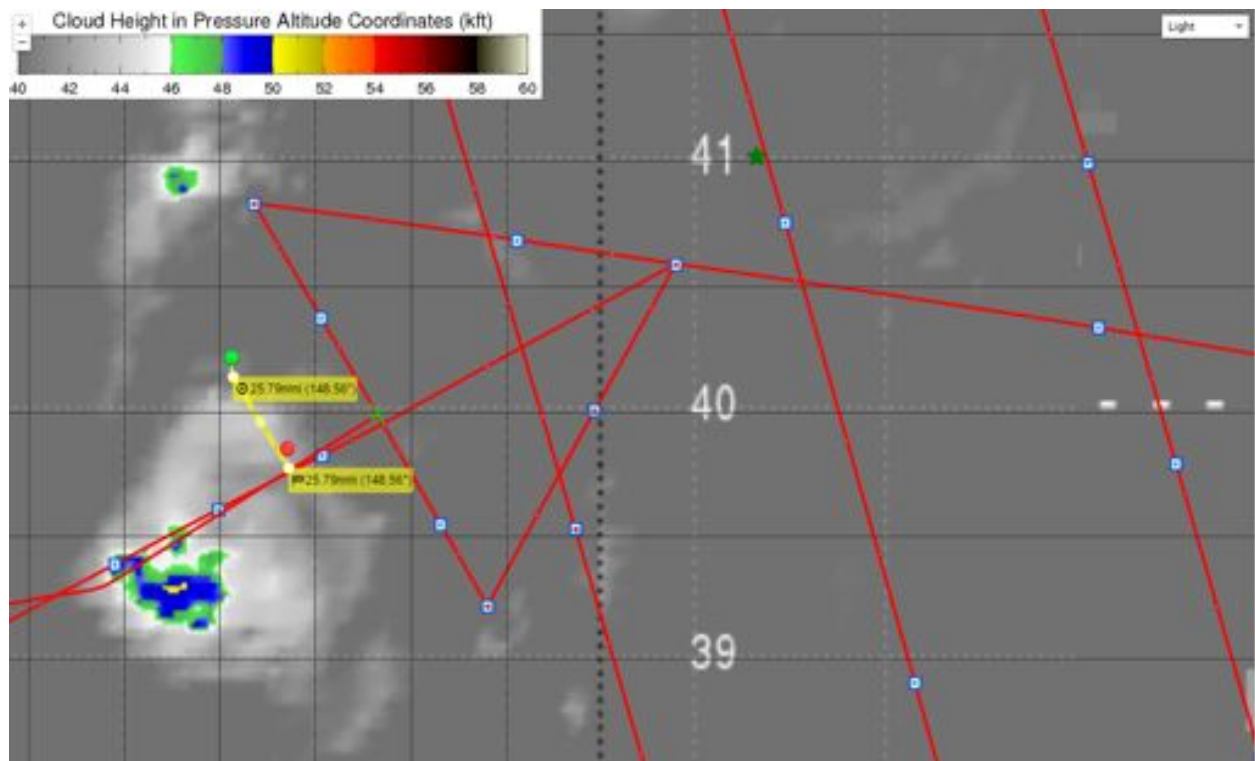 Cloud Height in Pressure Altitude Coordinates (kft)
+
−
Light
40 42 44 46 48 50 52 54 56 58 60
41
25.79nmi (148.56°)
40
25.79nmi (148.56°)
39